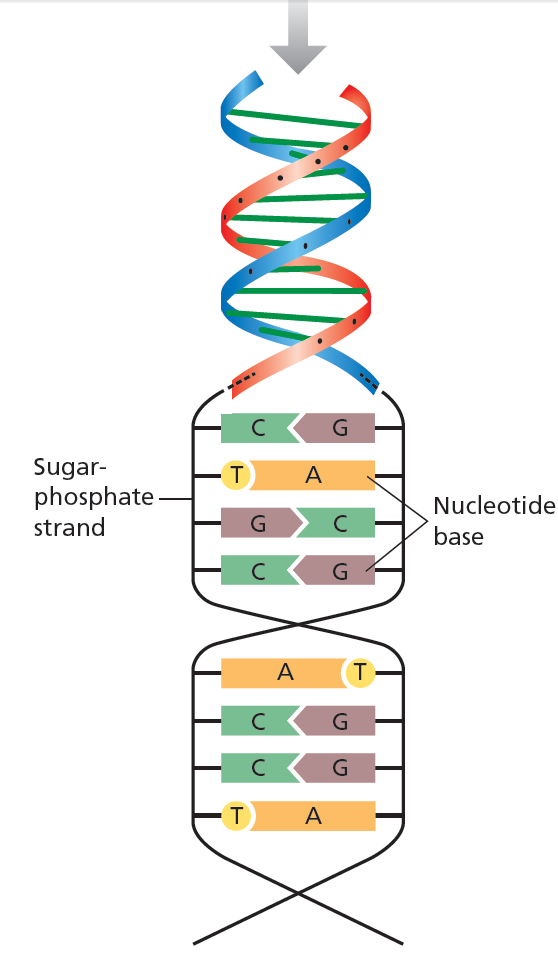 C G
T A
G C
C G
Sugar-
phosphate
strand
Nucleotide
base
A T
C G
C G
T A